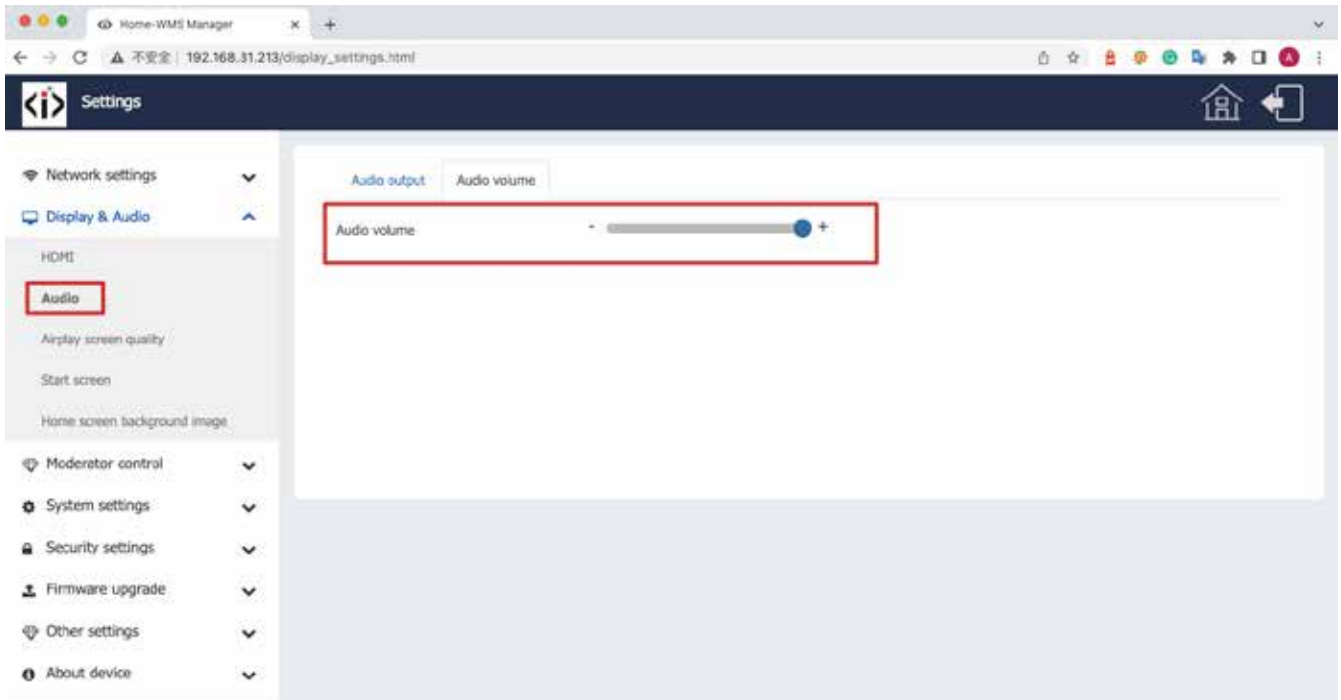 Home-WMS Manager
不安全 192.168.31.213/display_settings.html
A
<i> Settings
Network settings
Display & Audio
HDMI
Audio
Airplay screen quality
Start screen
Home screen background image
Moderator control
System settings
Security settings
Firmware upgrade
Other settings
About device
Audio output Audio volume
Audio volume - +